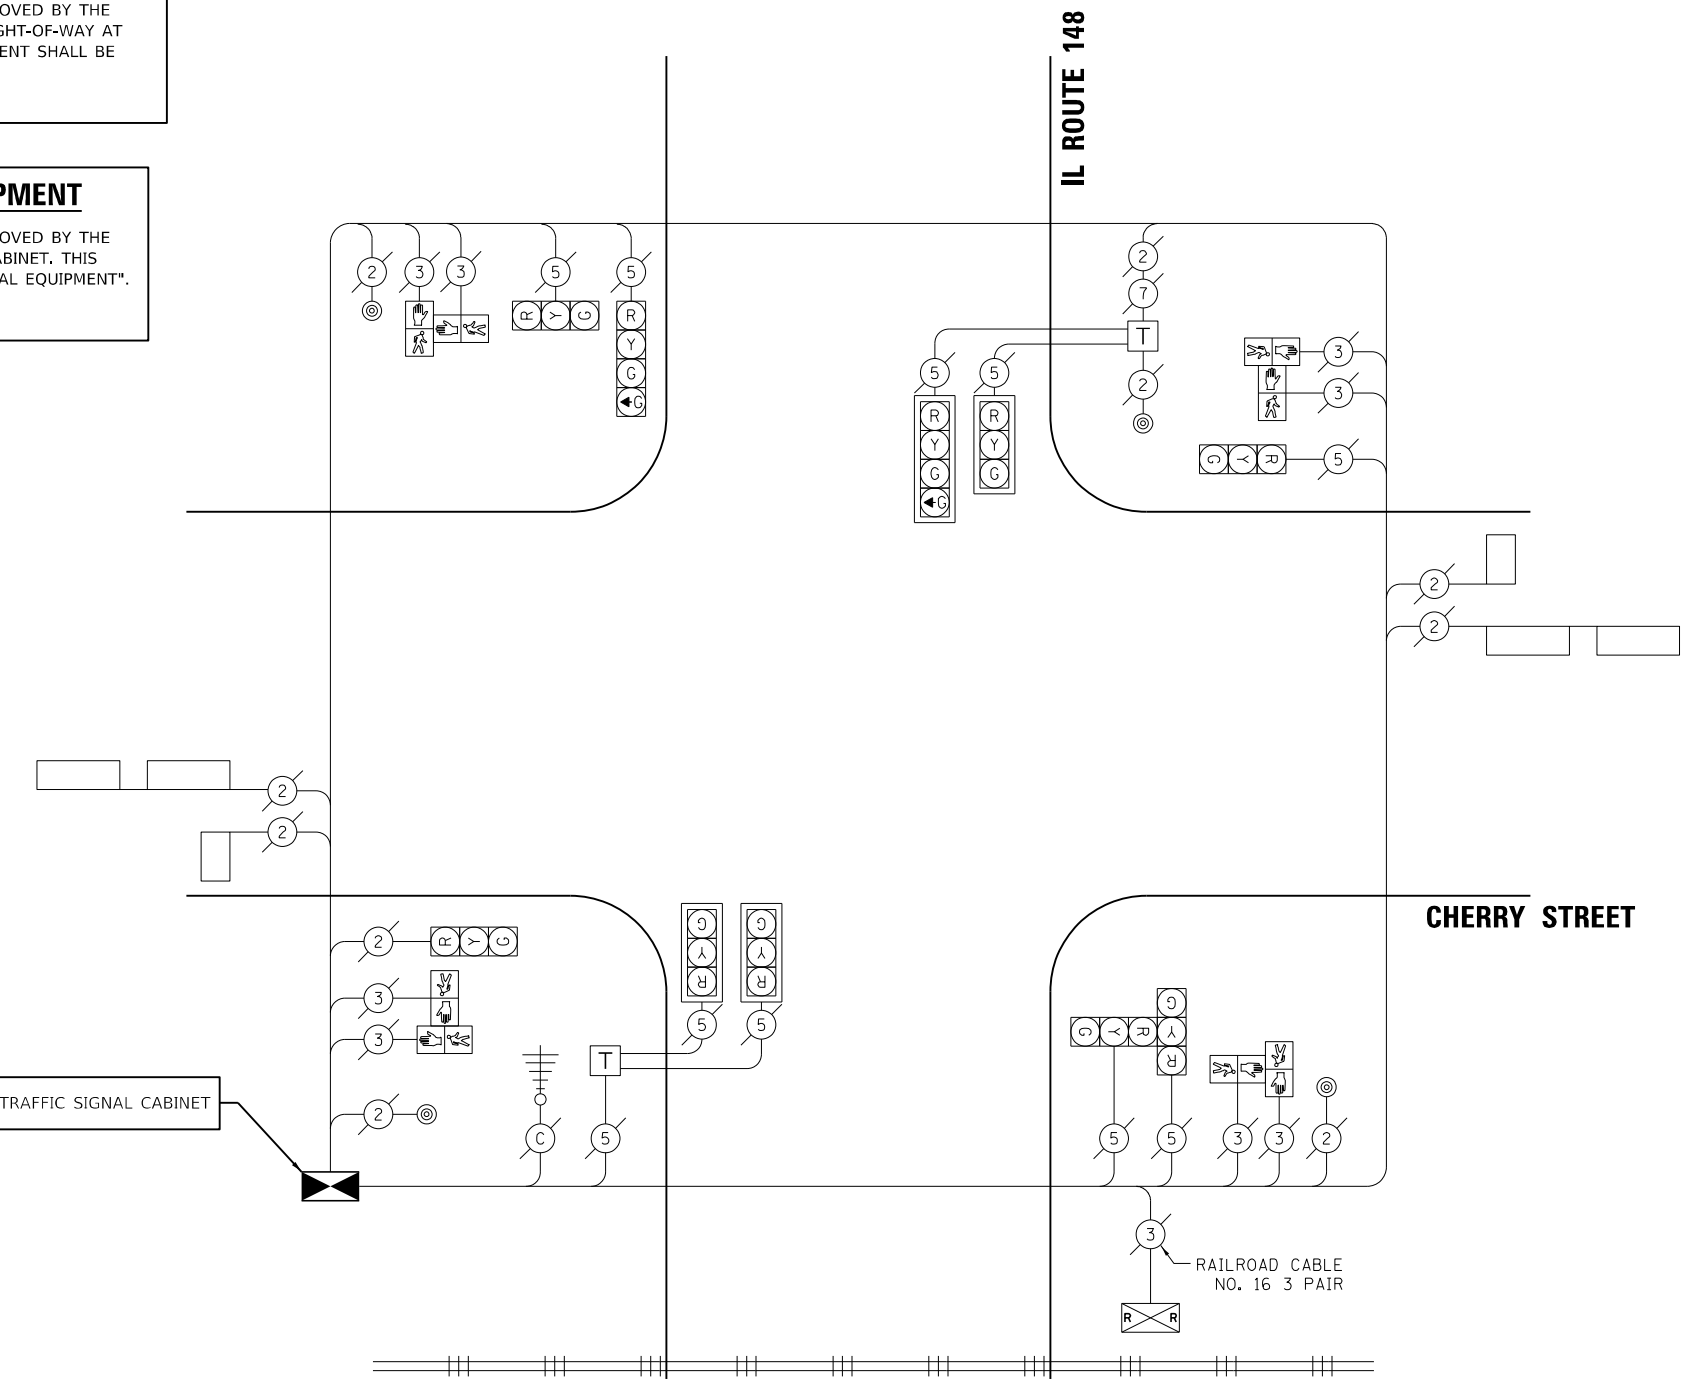 OVED BY THE
GHT-OF-WAY AT
ENT SHALL BE
PMENT
OVED BY THE
ABINET. THIS
AL EQUIPMENT".
IL ROUTE 148
2
3
3
5
5
R Y G
R
Y
G
G
2
7
T
2
5
5
R
Y
G
G
R
Y
G
3
3
G Y R
5
2
2
2
2
CHERRY STREET
2
R Y G
3
3
2
G
Y
R
G
Y
R
5
5
T
C
5
G
Y
R
G Y R
5
5
3
3
2
TRAFFIC SIGNAL CABINET
3
RAILROAD CABLE
NO. 16 3 PAIR
R R